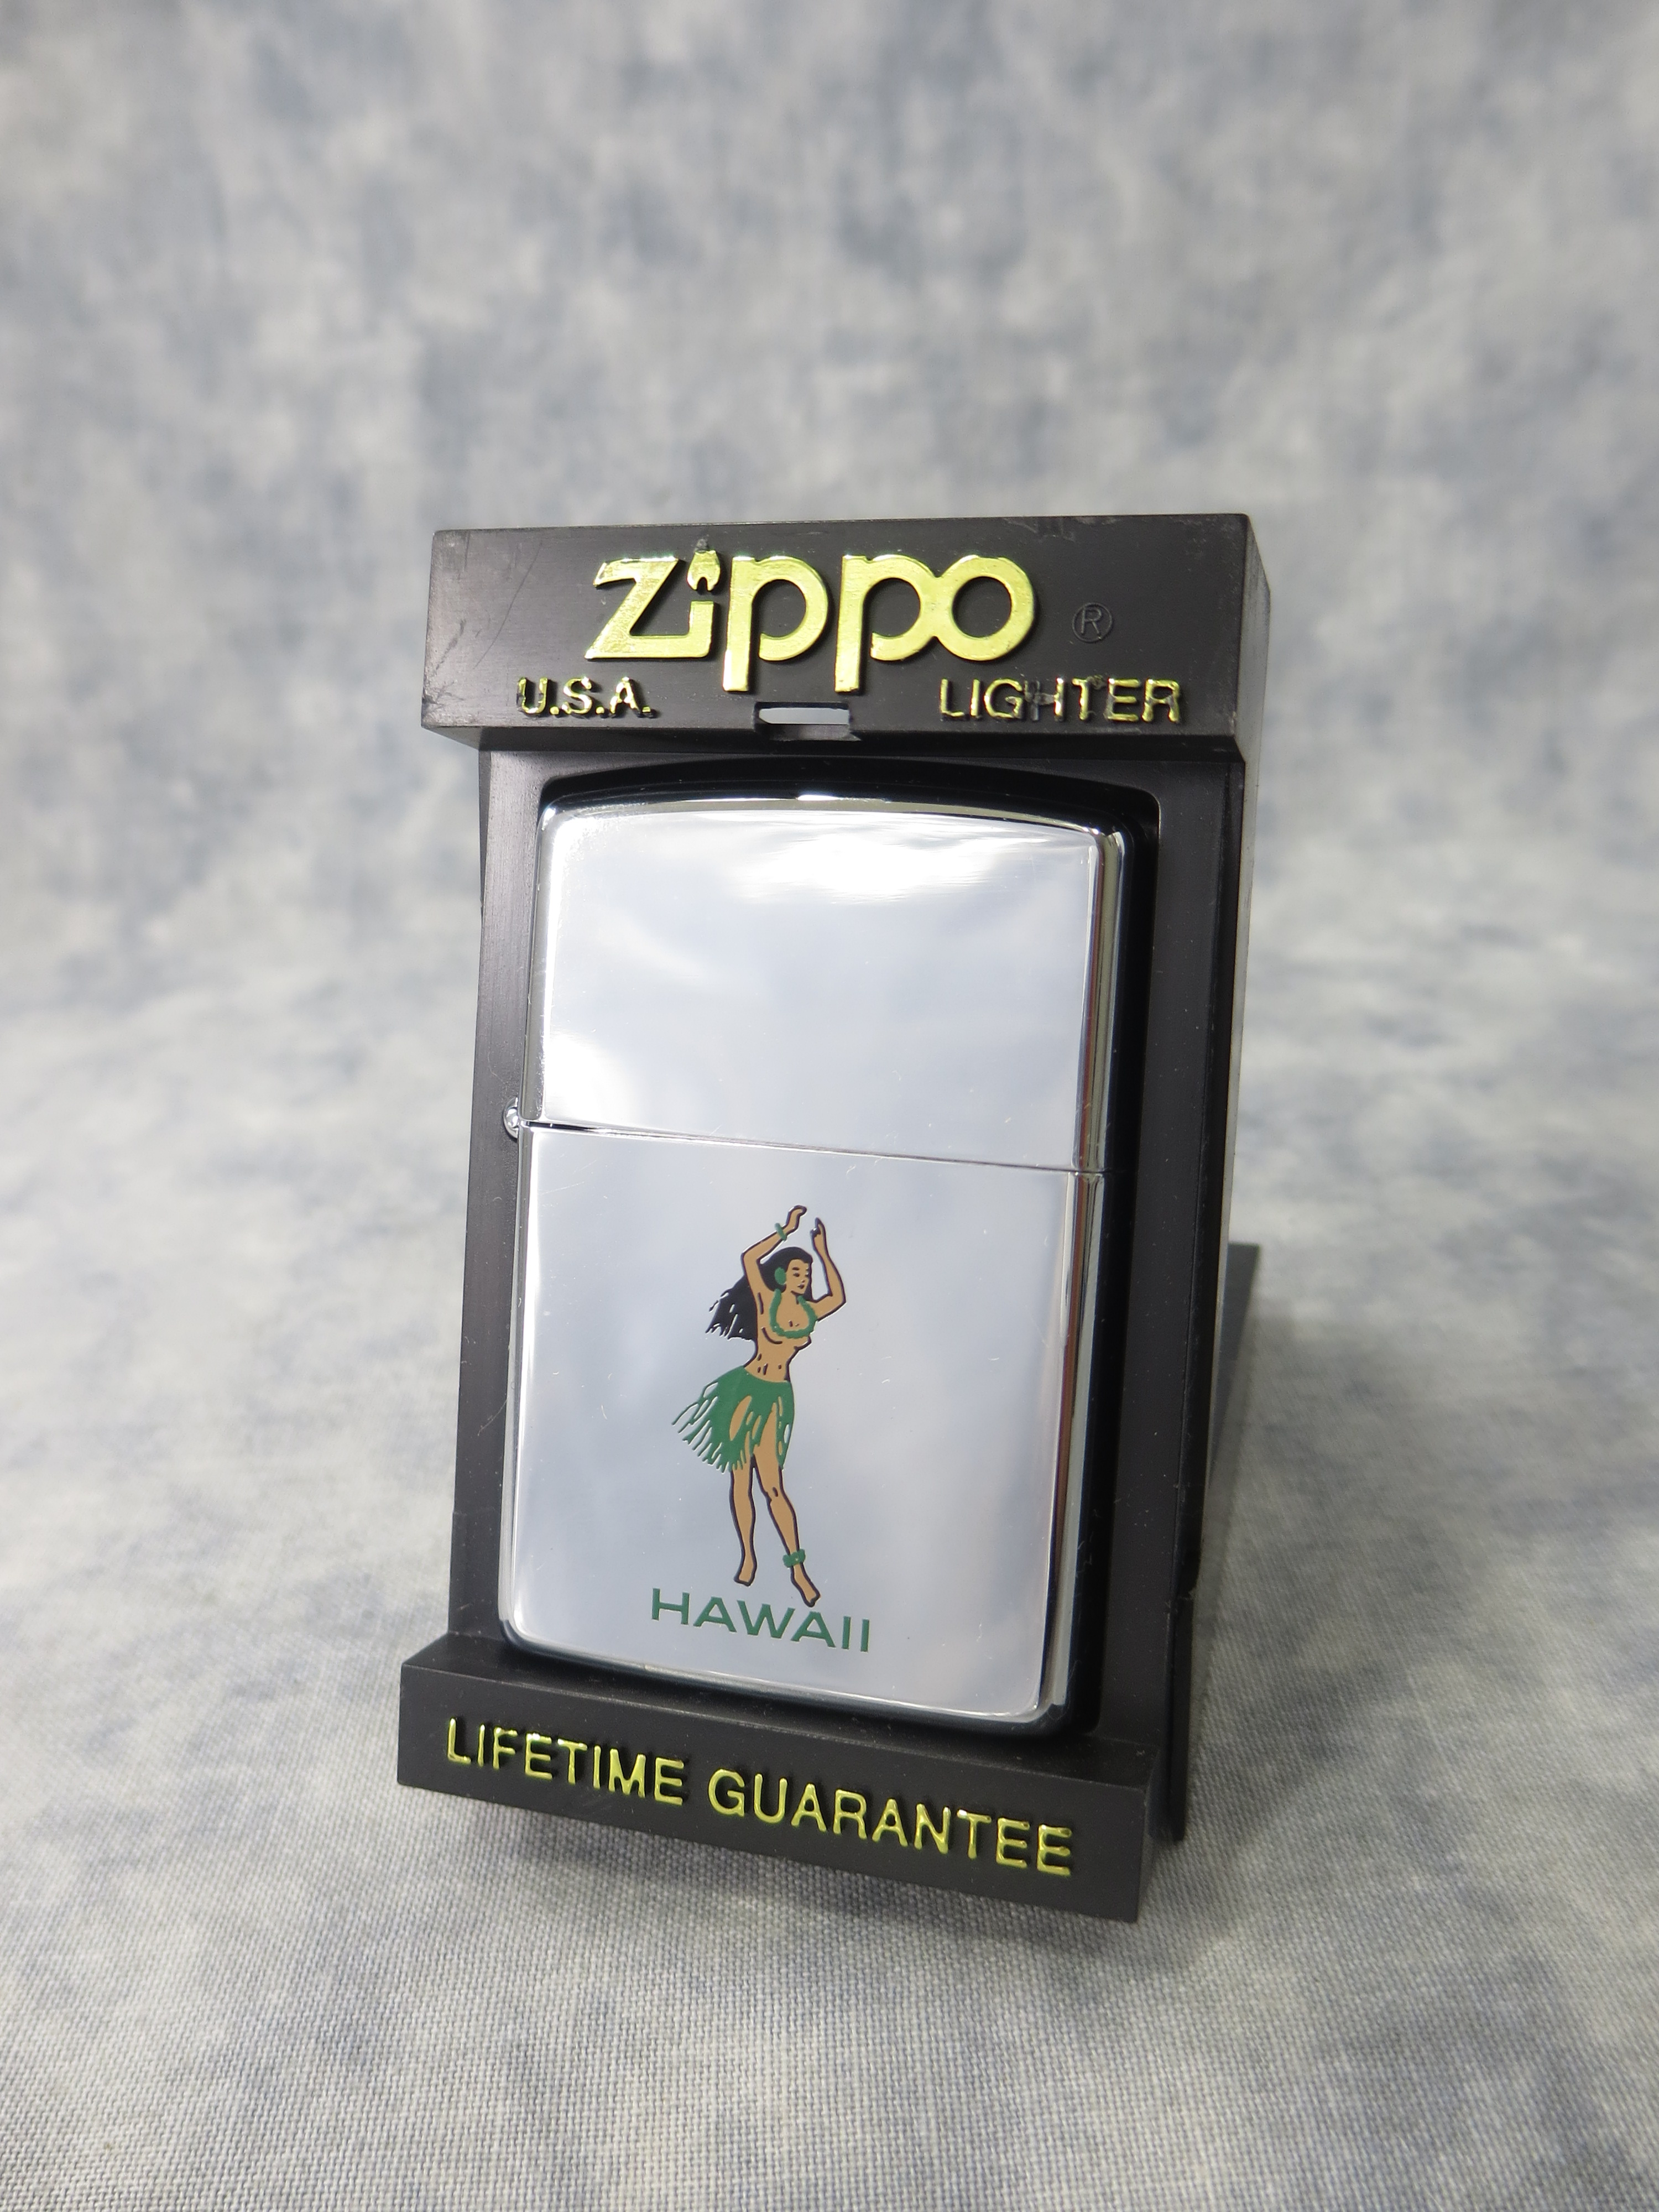 zippo ®
U.S.A. LIGHTER
HAWAII
LIFETIME GUARANTEE